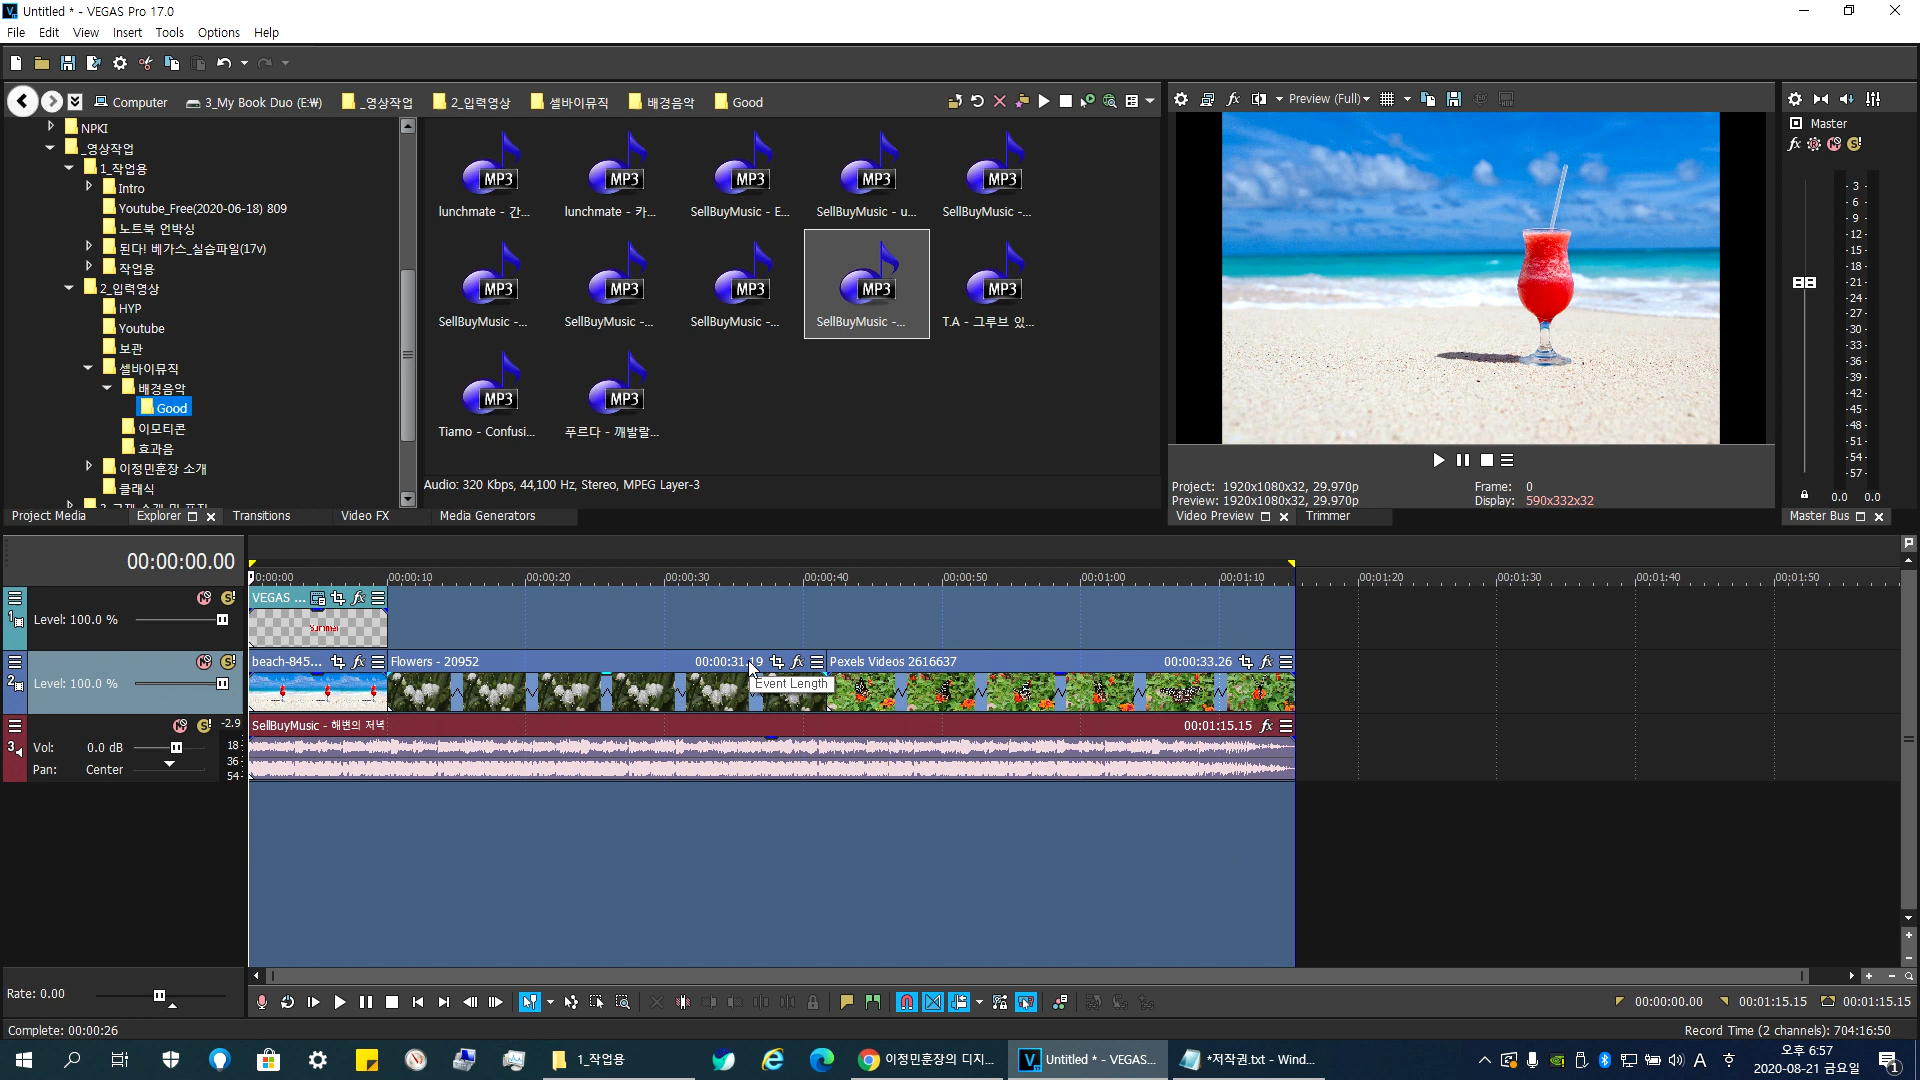 Untitled * - VEGAS Pro 17.0
File Edit View Insert Tools Options Help
Computer 3_My Book Duo (E:₩) _영상작업 2_입력영상 셀바이뮤직 배경음악 Good
Preview (Full)
NPKI
_영상작업
1_작업용
Intro
Youtube_Free(2020-06-18) 809
노트북 언박싱
된다! 베가스_실습파일(17v)
작업용
2_입력영상
HYP
Youtube
보관
셀바이뮤직
배경음악
Good
이모티콘
효과음
이정민훈장 소개
클래식
MP3 MP3 MP3 MP3 MP3
lunchmate - 간... lunchmate - 카... SellBuyMusic - E... SellBuyMusic - u... SellBuyMusic -...
MP3 MP3 MP3 MP3 MP3
SellBuyMusic -... SellBuyMusic -... SellBuyMusic -... SellBuyMusic -... T.A - 그루브 있...
MP3 MP3
Tiamo - Confusi... 푸르다 - 깨발랄...
Audio: 320 Kbps, 44,100 Hz, Stereo, MPEG Layer-3
Project Media Explorer Transitions Video FX Media Generators
Project: 1920x1080x32, 29.970p Frame: 0
Preview: 1920x1080x32, 29.970p Display: 590x332x32
Video Preview Trimmer
Master
- 3 -
- 6 -
- 9 -
-12-
-15-
-18-
-21-
-24-
-27-
-30-
-33-
-36-
-39-
-42-
-45-
-48-
-51-
-54-
-57-
0.0 0.0
Master Bus
00:00:00.00
0:00:00 00:00:10 00:00:20 00:00:30 00:00:40 00:00:50 00:01:00 00:01:10 00:01:20 00:01:30 00:01:40 00:01:50
1 Level: 100.0 %
VEGAS ...
Summer
2 Level: 100.0 %
beach-845... Flowers - 20952 00:00:31.19 Pexels Videos 2616637 00:00:33.26
Event Length
3 Vol: 0.0 dB
Pan: Center
-2.9
18
36
54
SellBuyMusic - 해변의 저녁 00:01:15.15
Rate: 0.00
00:00:00.00 00:01:15.15 00:01:15.15
Complete: 00:00:26 Record Time (2 channels): 704:16:50
1_작업용 이정민훈장의 디지... Untitled * - VEGAS... *저작권.txt - Wind...
A 오후 6:57
2020-08-21 금요일
1